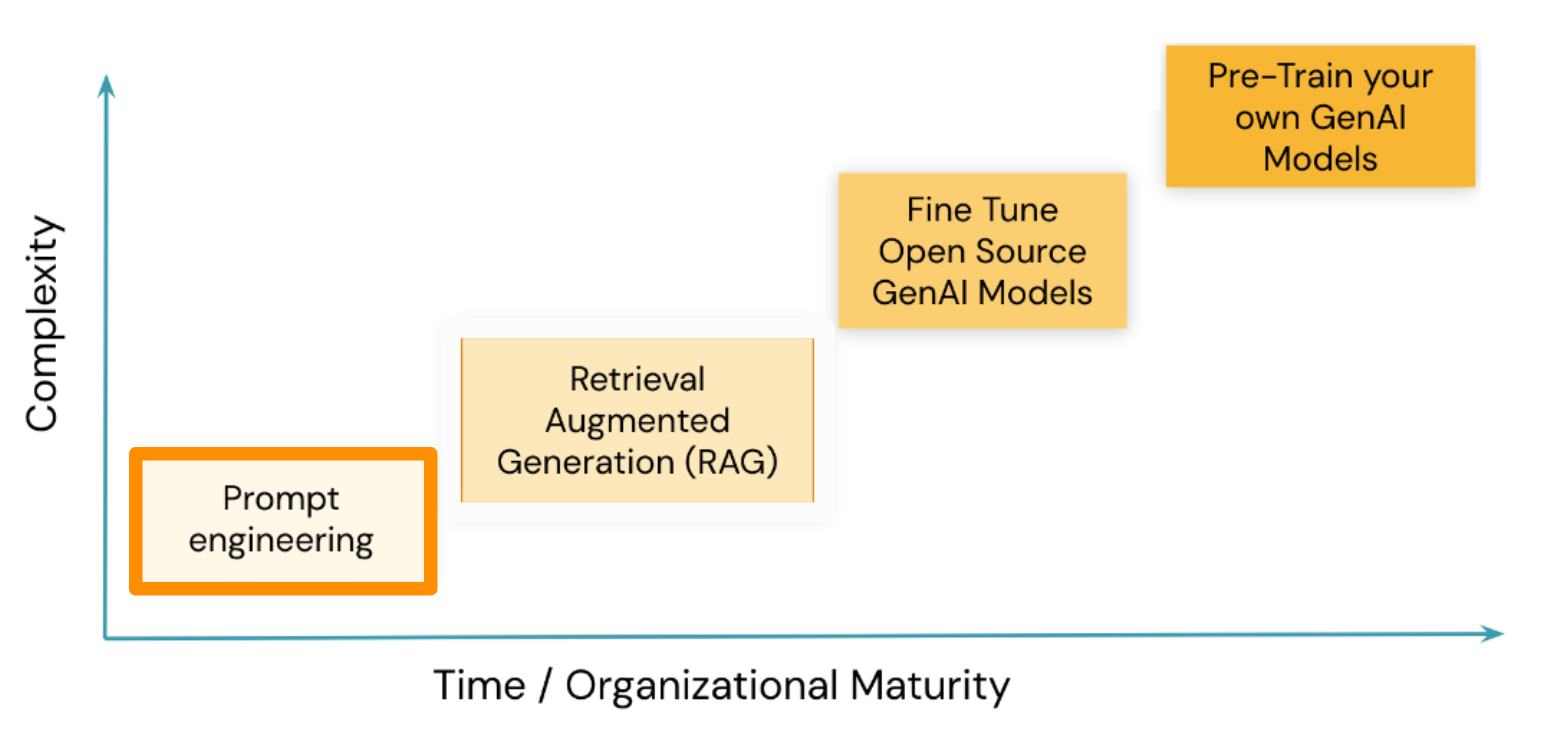 Pre-Train your
own GenAI
Models
Fine Tune
Open Source
GenAI Models
Retrieval
Augmented
Generation (RAG)
Prompt
engineering
Complexity
Time / Organizational Maturity